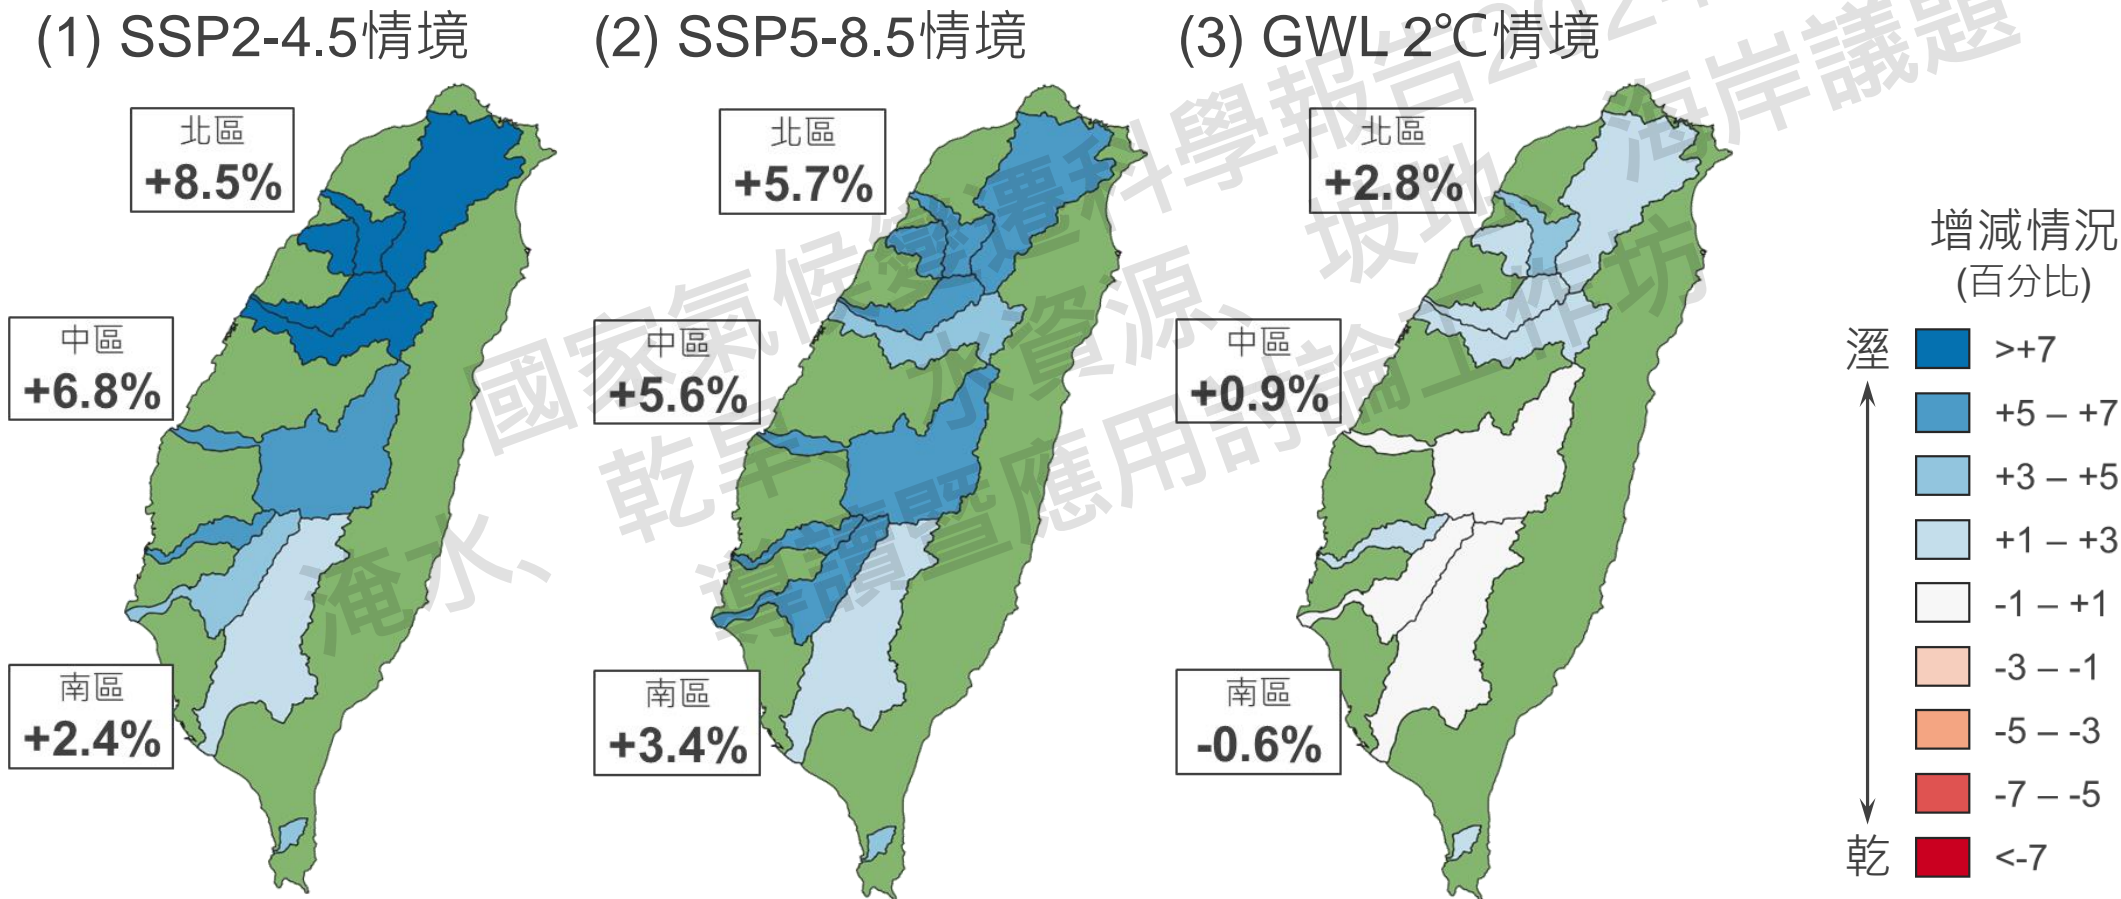 (1) SSP2-4.5情境
(2) SSP5-8.5情境
(3) GWL 2℃情境
北區
+8.5%
中區
+6.8%
南區
+2.4%
北區
+5.7%
中區
+5.6%
南區
+3.4%
北區
+2.8%
中區
+0.9%
南區
-0.6%
增減情況
(百分比)
溼
>+7
+5 – +7
+3 – +5
+1 – +3
-1 – +1
-3 – -1
-5 – -3
-7 – -5
乾
<-7
國家氣候變遷科學報告202
淹水、乾旱、水資源、坡地、海岸議題
導讀暨應用討論工作坊